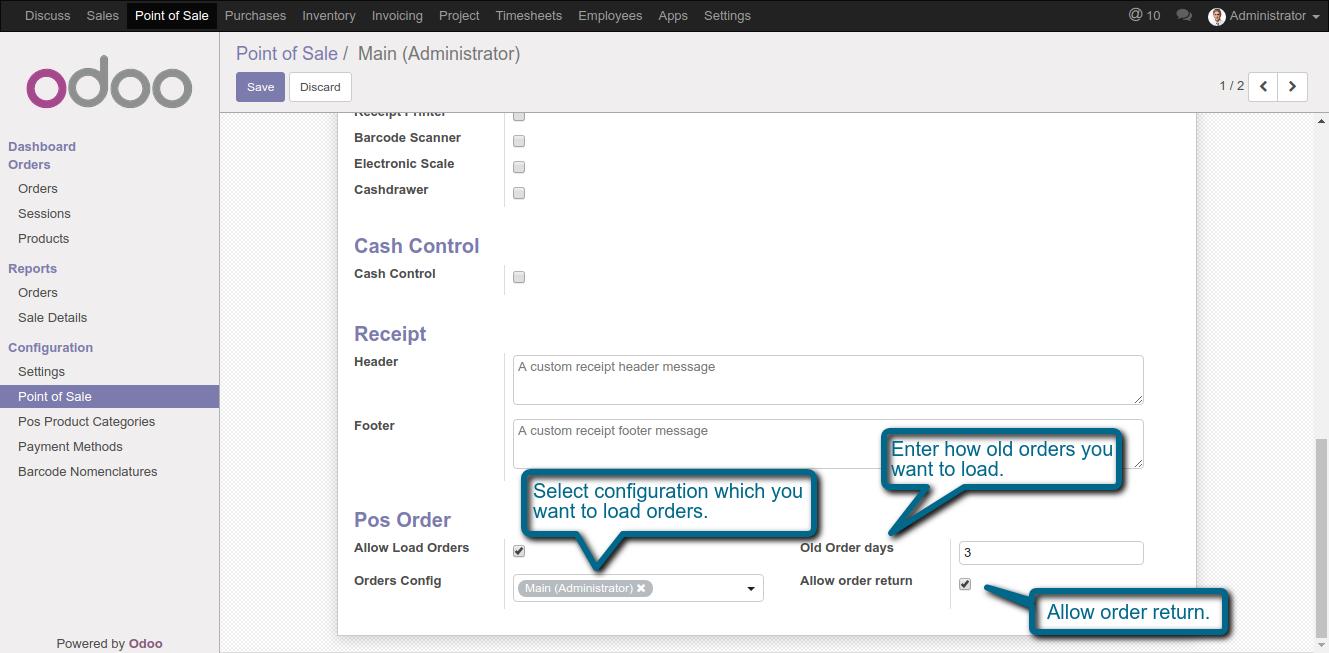 Discuss Sales Point of Sale Purchases Inventory Invoicing Project Timesheets Employees Apps Settings @ 10 Administrator
odoo
Dashboard
Orders
Orders
Sessions
Products
Reports
Orders
Sale Details
Configuration
Settings
Point of Sale
Pos Product Categories
Payment Methods
Barcode Nomenclatures
Powered by Odoo
Point of Sale / Main (Administrator)
Save Discard
1 / 2
Receipt Printer
Barcode Scanner
Electronic Scale
Cashdrawer
Cash Control
Cash Control
Receipt
Header A custom receipt header message
Footer A custom receipt footer message
Enter how old orders you
want to load.
Select configuration which you
want to load orders.
Pos Order
Allow Load Orders
Old Order days 3
Orders Config Main (Administrator)
Allow order return
Allow order return.